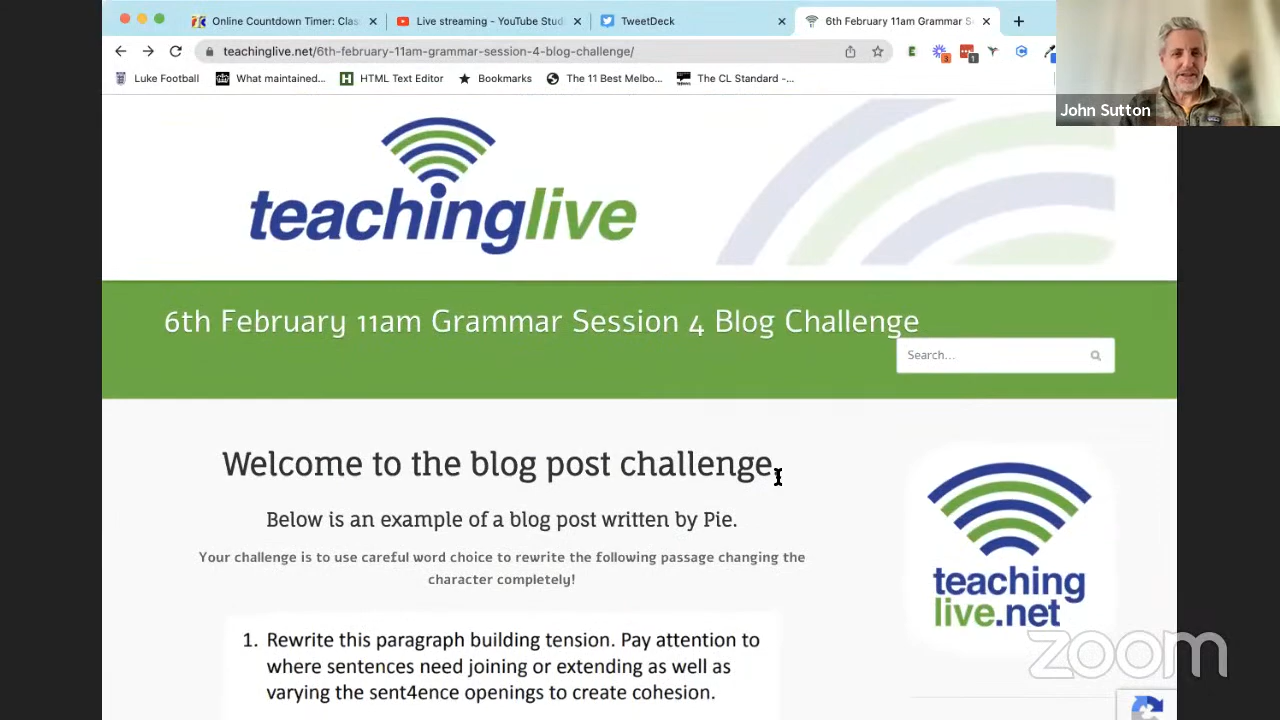 Online Countdown Timer: Clas
Live streaming - YouTube Stud
TweetDeck
6th February 11am Grammar S
teachinglive.net/6th-february-11am-grammar-session-4-blog-challenge/
3
1
Luke Football
What maintained...
HTML Text Editor
Bookmarks
The 11 Best Melbo...
The CL Standard -...
John Sutton
teachinglive
6th February 11am Grammar Session 4 Blog Challenge
Search...
Welcome to the blog post challenge.
Below is an example of a blog post written by Pie.
Your challenge is to use careful word choice to rewrite the following passage changing the
character completely!
teaching
live.net
1. Rewrite this paragraph building tension. Pay attention to
where sentences need joining or extending as well as
varying the sent4ence openings to create cohesion.
zoom